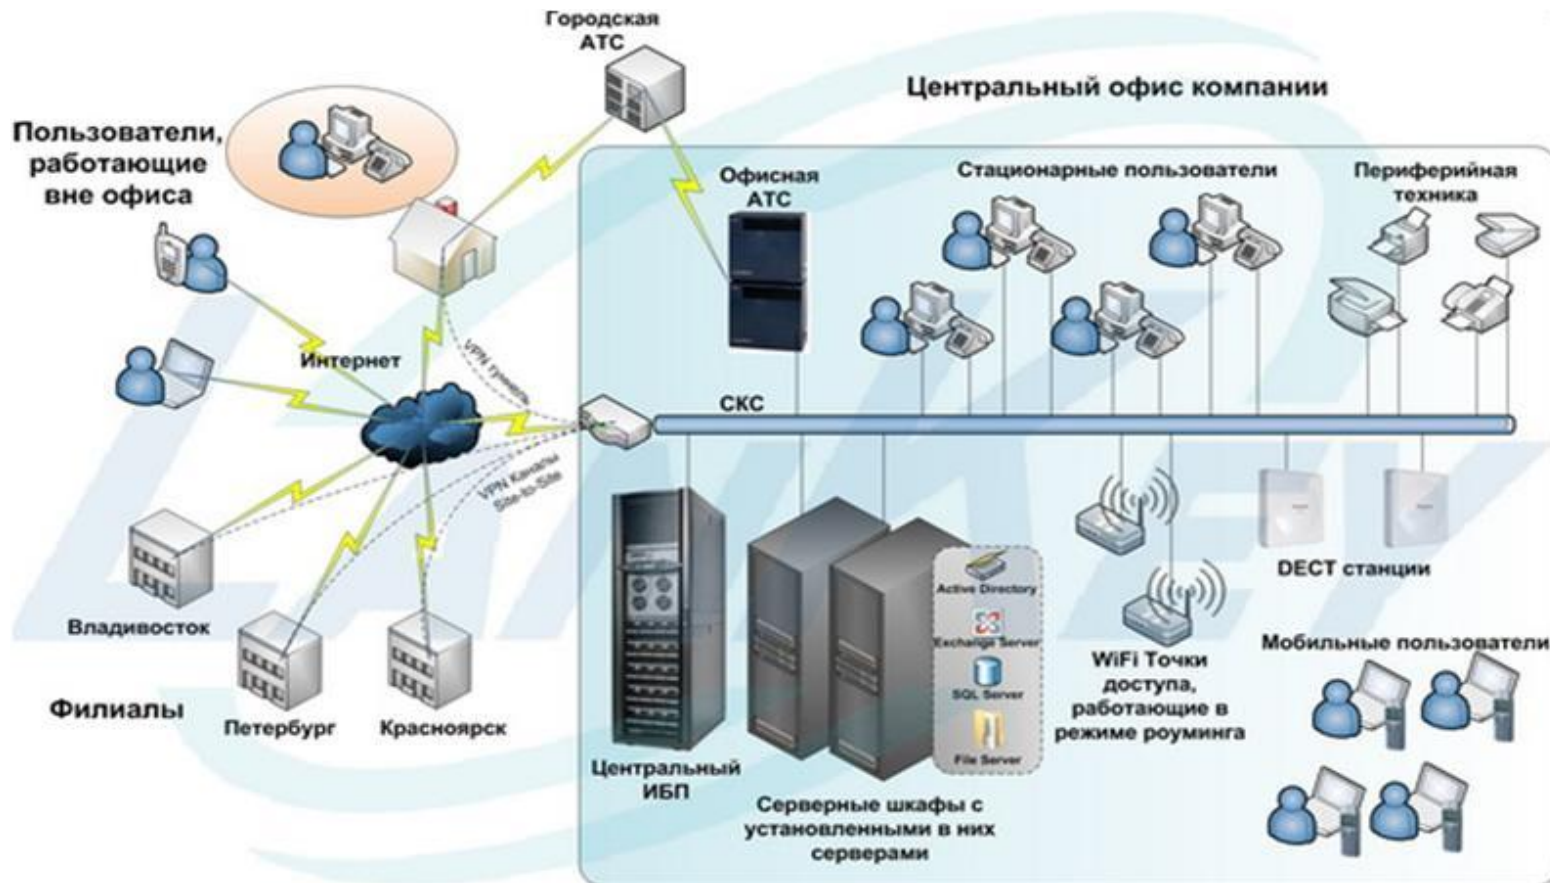 Городская
АТС
Центральный офис компании
Пользователи,
работающие
вне офиса
Офисная
АТС
Стационарные пользователи
Периферийная
техника
Интернет
VPN туннель
СКС
VPN Каналы
Site-to-Site
Active Directory
Exchange Server
SQL Server
File Server
DECT станции
Владивосток
Филиалы
Петербург
Красноярск
WiFi Точки
доступа,
работающие в
режиме роуминга
Мобильные пользователи
Центральный
ИБП
Серверные шкафы с
установленными в них
серверами
LANKEY